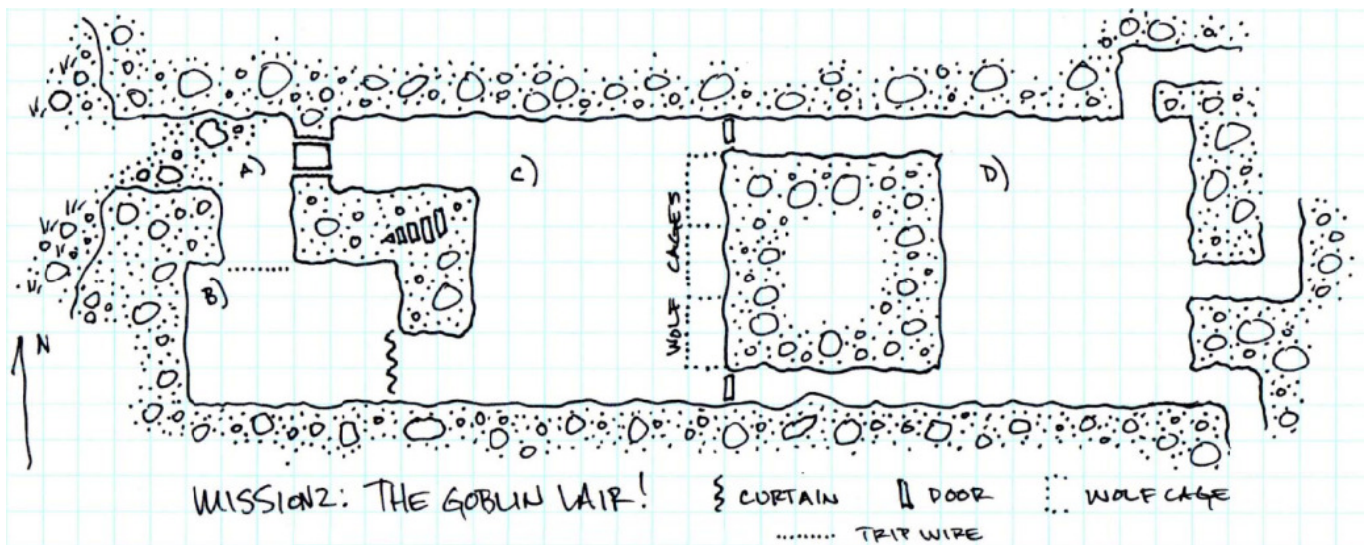 A)
C)
D)
WOLF CAGES
B)
N
MISSION2: THE GOBLIN LAIR!
CURTAIN
DOOR
WOLF CAGE
TRIP WIRE